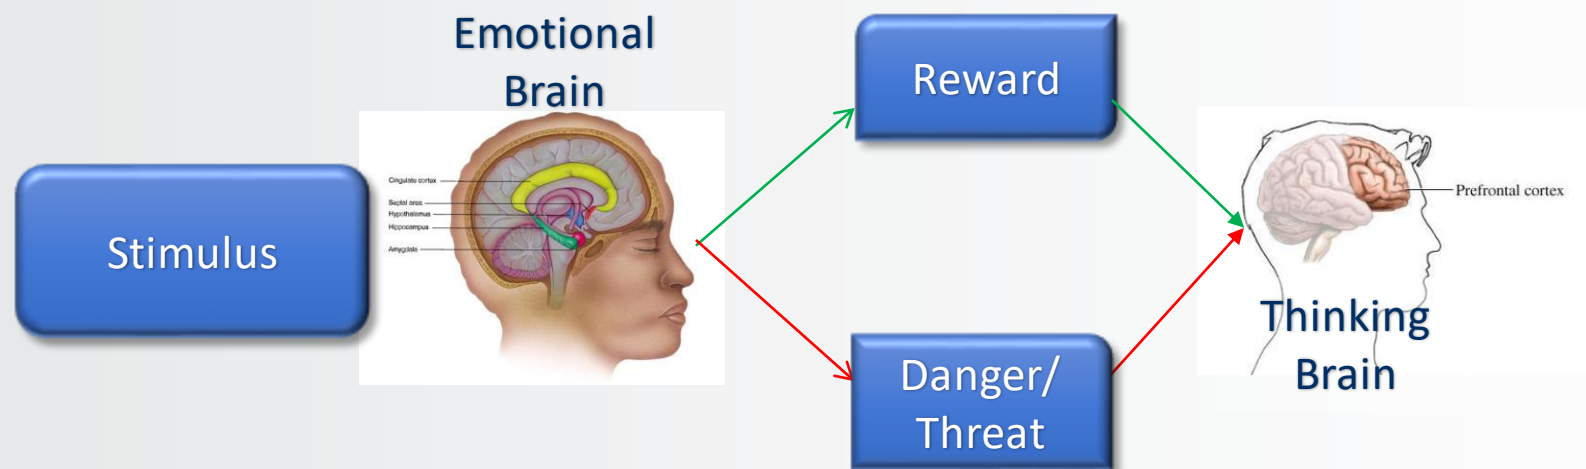 Emotional
Brain
Reward
Stimulus
Cingulate cortex
Septal area
Hypothalamus
Hippocampus
Amygdala
Prefrontal cortex
Thinking
Brain
Danger/
Threat